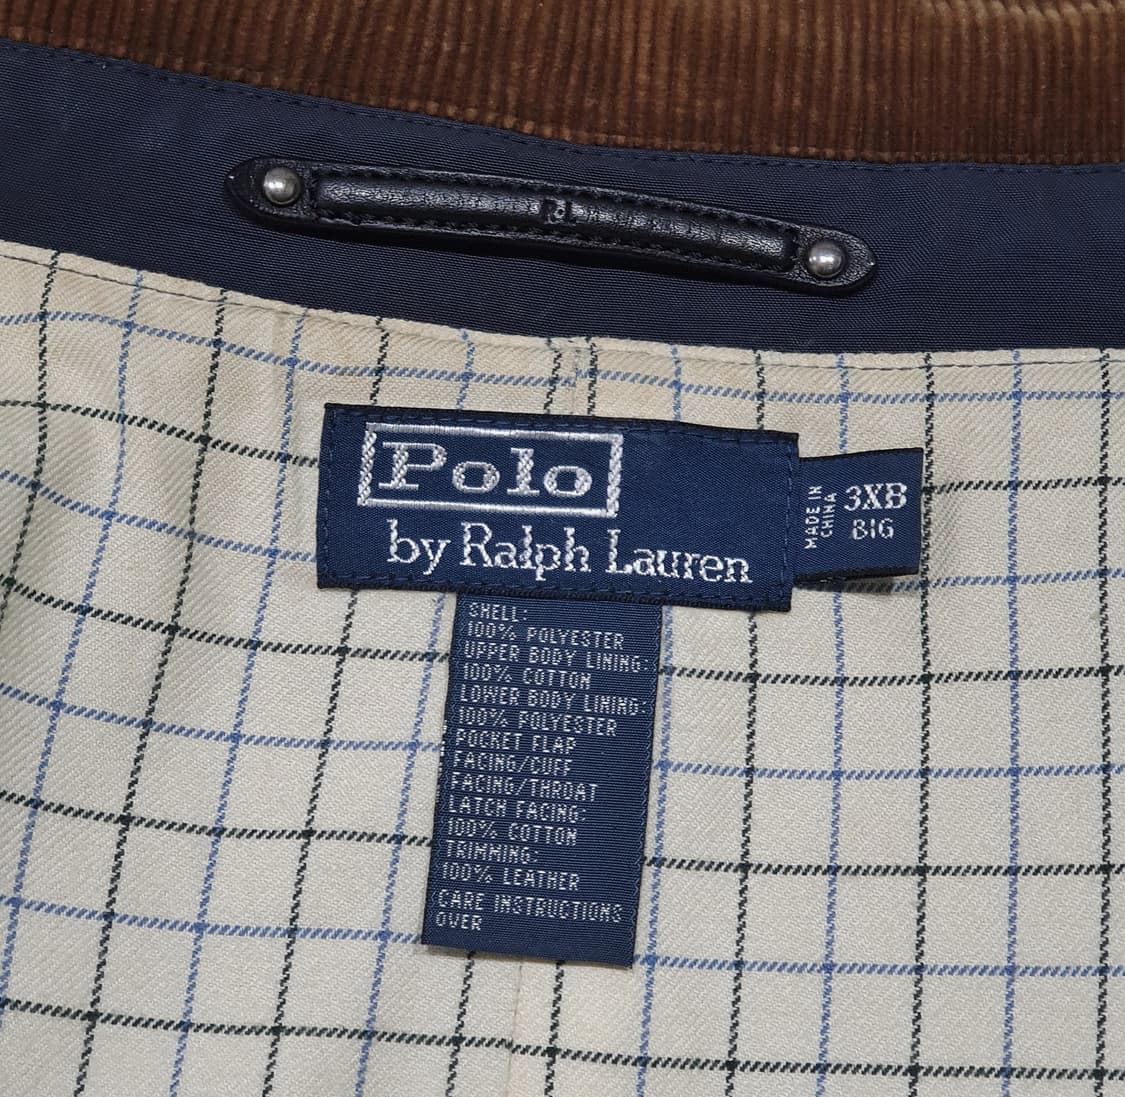 RL
Polo
by Ralph Lauren
MADE IN
CHINA
3XB
BIG
SHELL:
100% POLYESTER
UPPER BODY LINING:
100% COTTON
LOWER BODY LINING:
100% POLYESTER
POCKET FLAP
FACING/CUFF
FACING/THROAT
LATCH FACING:
100% COTTON
TRIMMING:
100% LEATHER
CARE INSTRUCTIONS
OVER